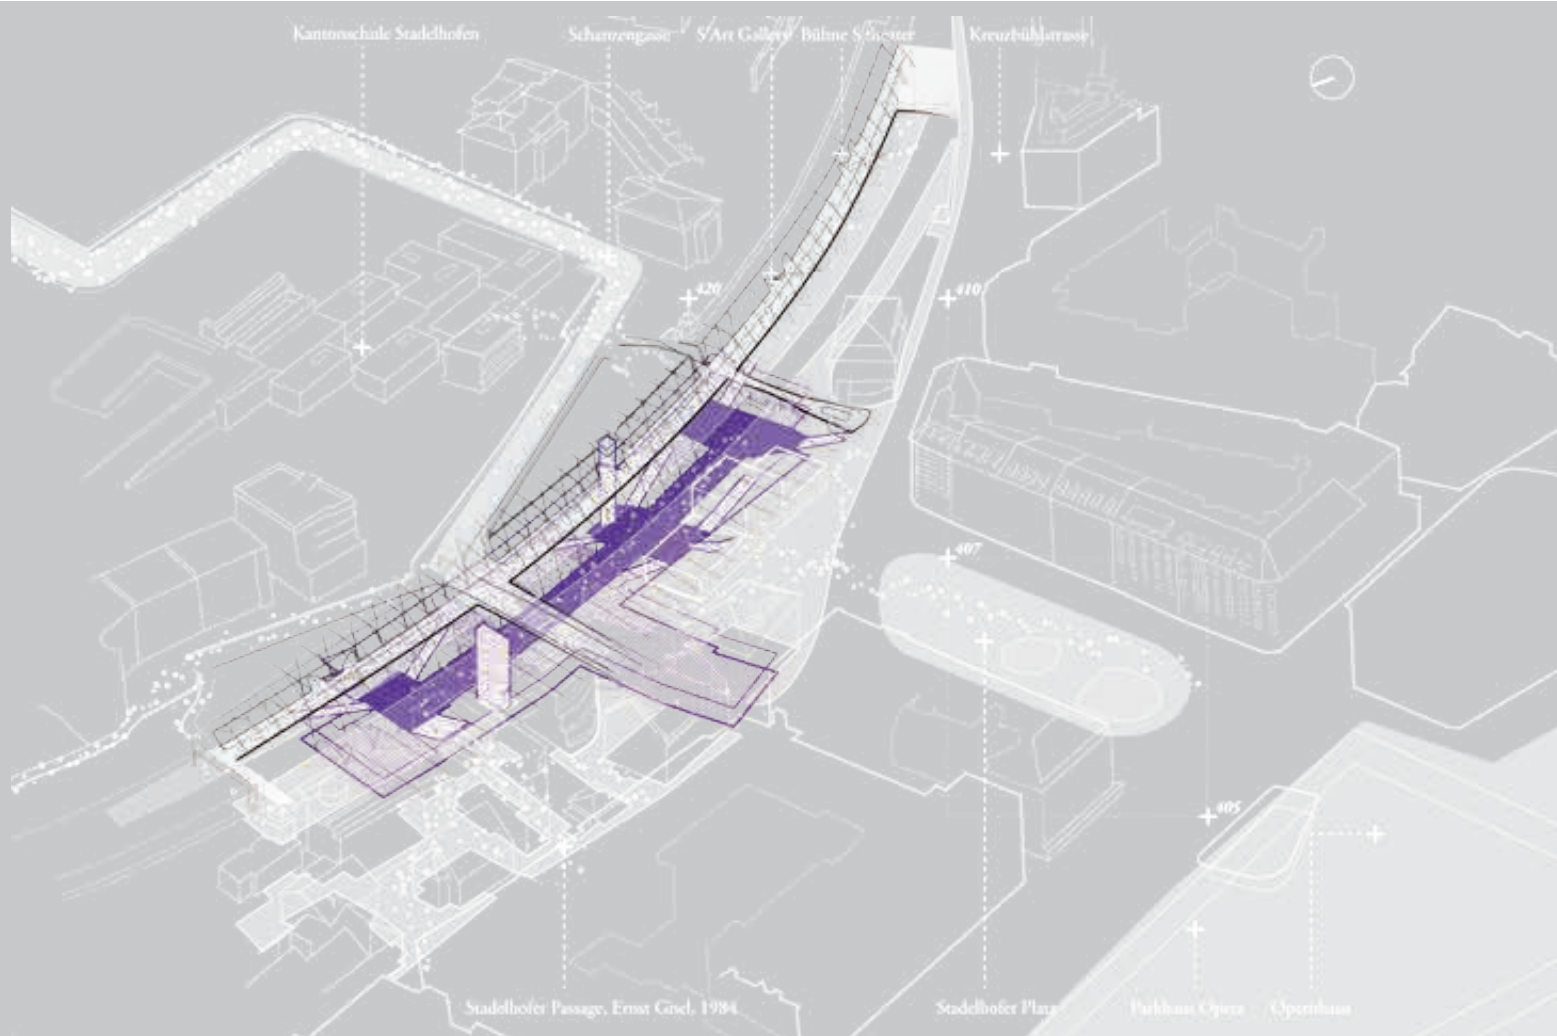 Kantonsschule Stadelhofen
Schanzengasse
S'Art Gallery
Bühne S
Kreuzbühlstrasse
420
410
407
405
Stadelhofer Passage, Ernst Gisel, 1984
Stadelhofer Platz
Parkhaus Opera
Opernhaus